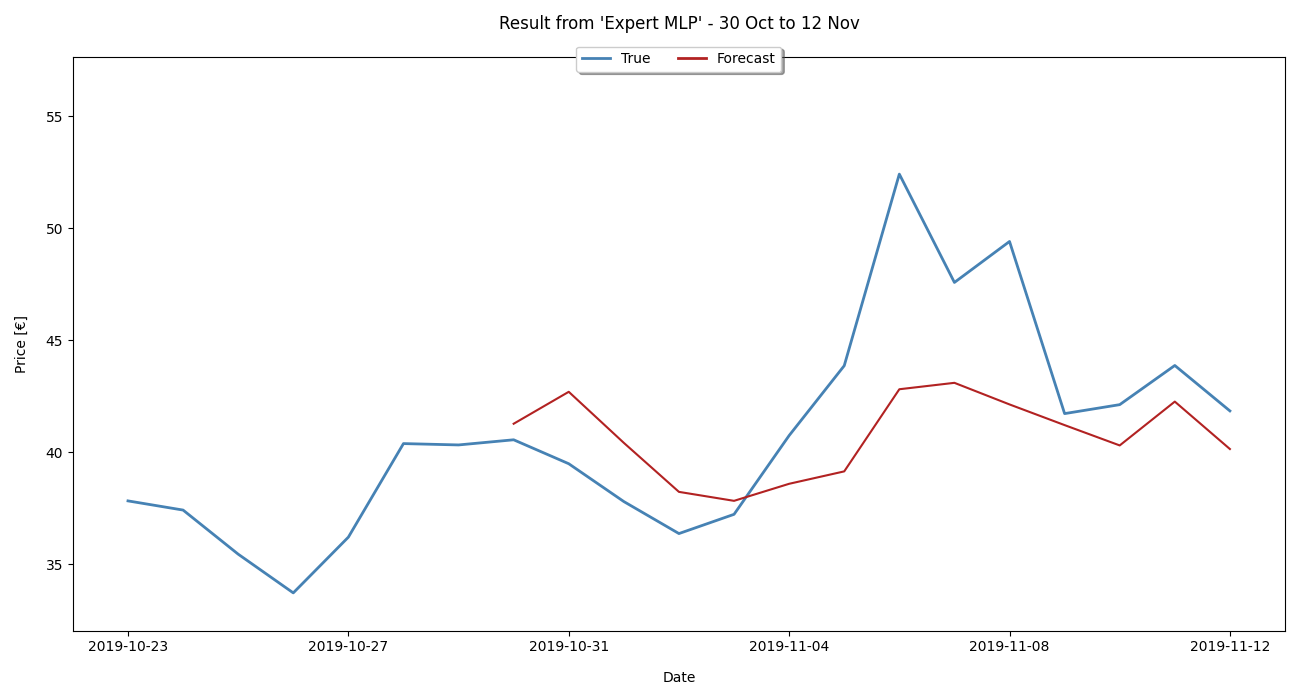 Result from 'Expert MLP' - 30 Oct to 12 Nov
True Forecast
55
50
45
40
35
Price [€]
2019-10-23 2019-10-27 2019-10-31 2019-11-04 2019-11-08 2019-11-12
Date